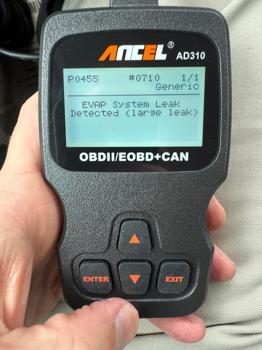 ANCEL®
AD310
P0455 #0710 1/1
Generic
EVAP System Leak
Detected (large leak)
OBDII/EOBD+CAN
ENTER
EXIT